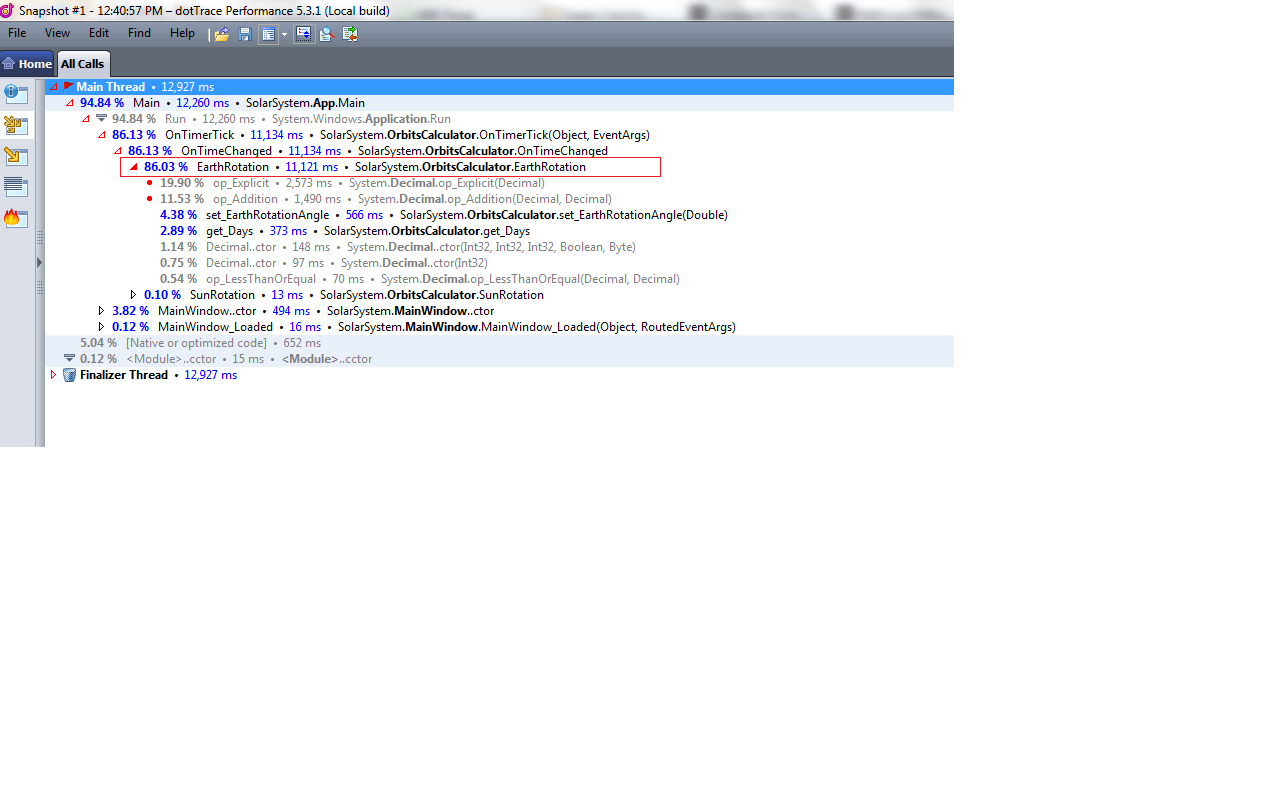 Snapshot #1 - 12:40:57 PM – dotTrace Performance 5.3.1 (Local build)
File View Edit Find Help
Home All Calls
Main Thread • 12,927 ms
94.84 % Main • 12,260 ms • SolarSystem.App.Main
94.84 % Run • 12,260 ms • System.Windows.Application.Run
86.13 % OnTimerTick • 11,134 ms • SolarSystem.OrbitsCalculator.OnTimerTick(Object, EventArgs)
86.13 % OnTimeChanged • 11,134 ms • SolarSystem.OrbitsCalculator.OnTimeChanged
86.03 % EarthRotation • 11,121 ms • SolarSystem.OrbitsCalculator.EarthRotation
19.90 % op_Explicit • 2,573 ms • System.Decimal.op_Explicit(Decimal)
11.53 % op_Addition • 1,490 ms • System.Decimal.op_Addition(Decimal, Decimal)
4.38 % set_EarthRotationAngle • 566 ms • SolarSystem.OrbitsCalculator.set_EarthRotationAngle(Double)
2.89 % get_Days • 373 ms • SolarSystem.OrbitsCalculator.get_Days
1.14 % Decimal..ctor • 148 ms • System.Decimal..ctor(Int32, Int32, Int32, Boolean, Byte)
0.75 % Decimal..ctor • 97 ms • System.Decimal..ctor(Int32)
0.54 % op_LessThanOrEqual • 70 ms • System.Decimal.op_LessThanOrEqual(Decimal, Decimal)
0.10 % SunRotation • 13 ms • SolarSystem.OrbitsCalculator.SunRotation
3.82 % MainWindow..ctor • 494 ms • SolarSystem.MainWindow..ctor
0.12 % MainWindow_Loaded • 16 ms • SolarSystem.MainWindow.MainWindow_Loaded(Object, RoutedEventArgs)
5.04 % [Native or optimized code] • 652 ms
0.12 % <Module>..cctor • 15 ms • <Module>..cctor
Finalizer Thread • 12,927 ms